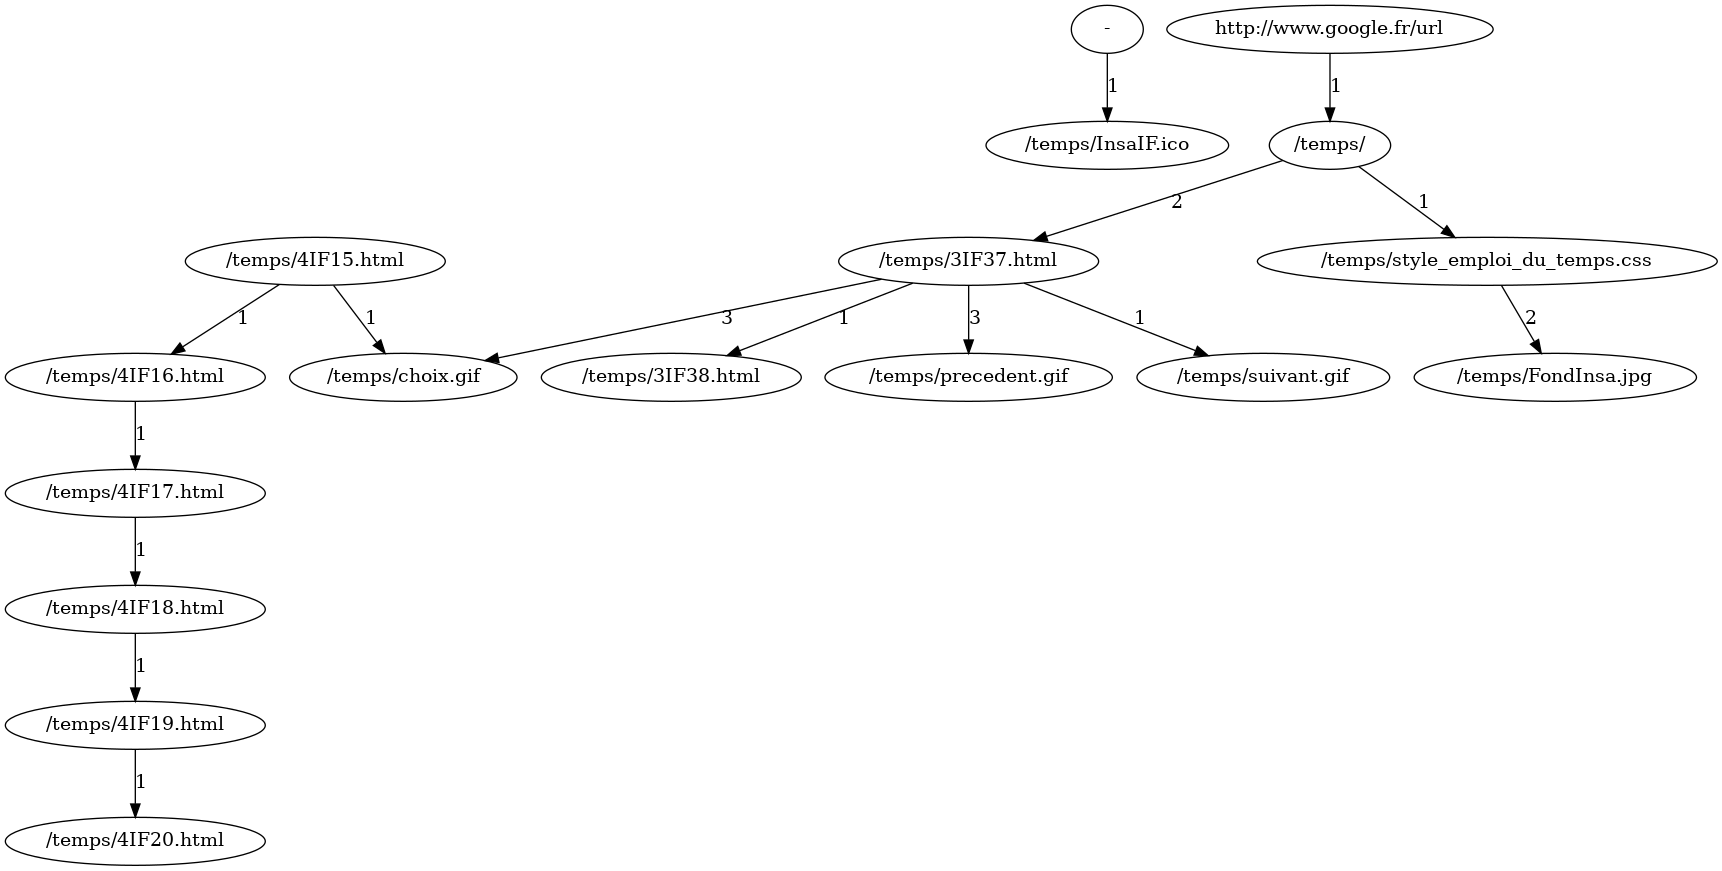 -
http://www.google.fr/url
1
1
/temps/InsaIF.ico
/temps/
2
1
/temps/4IF15.html
/temps/3IF37.html
/temps/style_emploi_du_temps.css
1
1
3
1
3
1
2
/temps/4IF16.html
/temps/choix.gif
/temps/3IF38.html
/temps/precedent.gif
/temps/suivant.gif
/temps/FondInsa.jpg
1
/temps/4IF17.html
1
/temps/4IF18.html
1
/temps/4IF19.html
1
/temps/4IF20.html